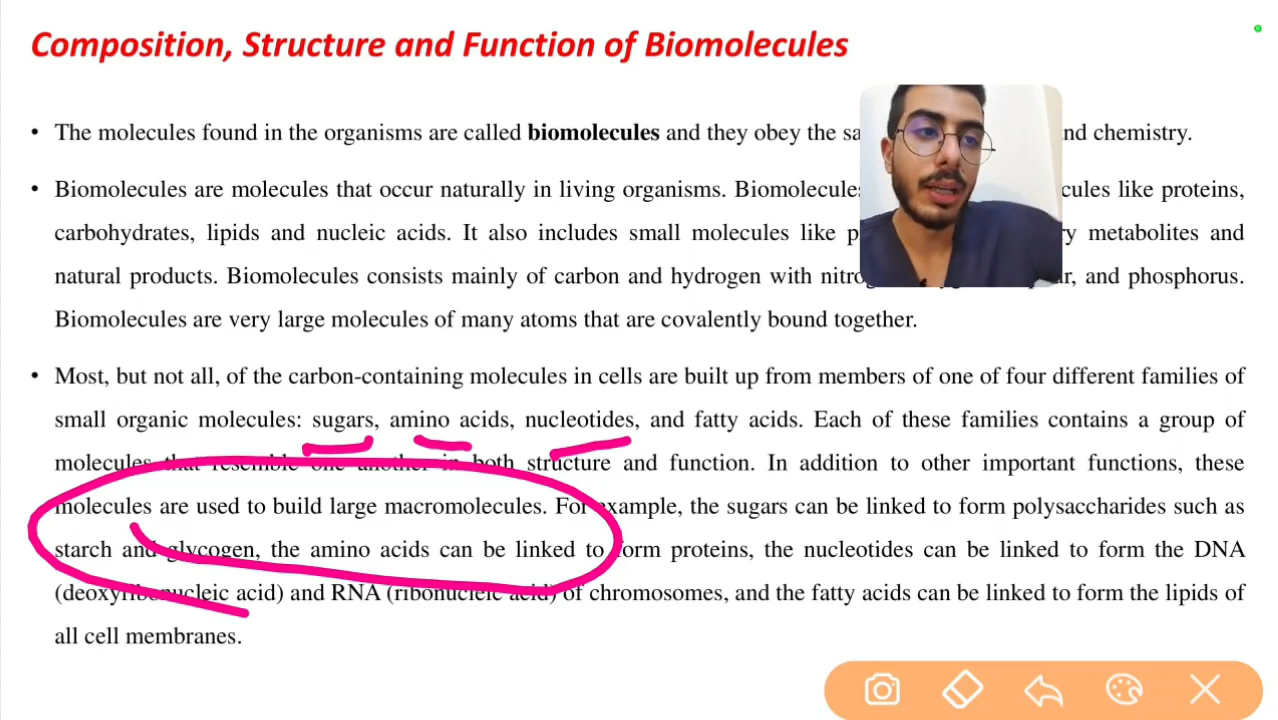 Composition, Structure and Function of Biomolecules
• The molecules found in the organisms are called biomolecules and they obey the nd chemistry.
• Biomolecules are molecules that occur naturally in living organisms. cules like proteins,
carbohydrates, lipids and nucleic acids. It also includes small molecules like metabolites and
natural products. Biomolecules consists mainly of carbon and hydrogen with and phosphorus.
Biomolecules are very large molecules of many atoms that are covalently bound together.
• Most, but not all, of the carbon-containing molecules in cells are built up from members of one of four different families of
small organic molecules: sugars, amino acids, nucleotides, and fatty acids. Each of these families contains a group of
molecules that resemble one another in both structure and function. In addition to other important functions, these
molecules are used to build large macromolecules. For example, the sugars can be linked to form polysaccharides such as
starch and glycogen, the amino acids can be linked to form proteins, the nucleotides can be linked to form the DNA
(deoxyribonucleic acid) and RNA (ribonucleic acid) of chromosomes, and the fatty acids can be linked to form the lipids of
all cell membranes.